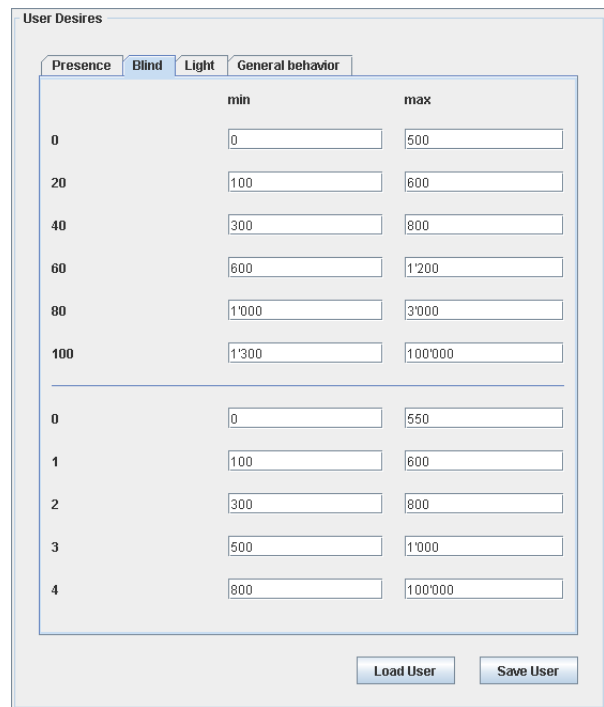 User Desires
Presence Blind Light General behavior
min max
0 0 500
20 100 600
40 300 800
60 600 1'200
80 1'000 3'000
100 1'300 100'000
0 0 550
1 100 600
2 300 800
3 500 1'000
4 800 100'000
Load User Save User